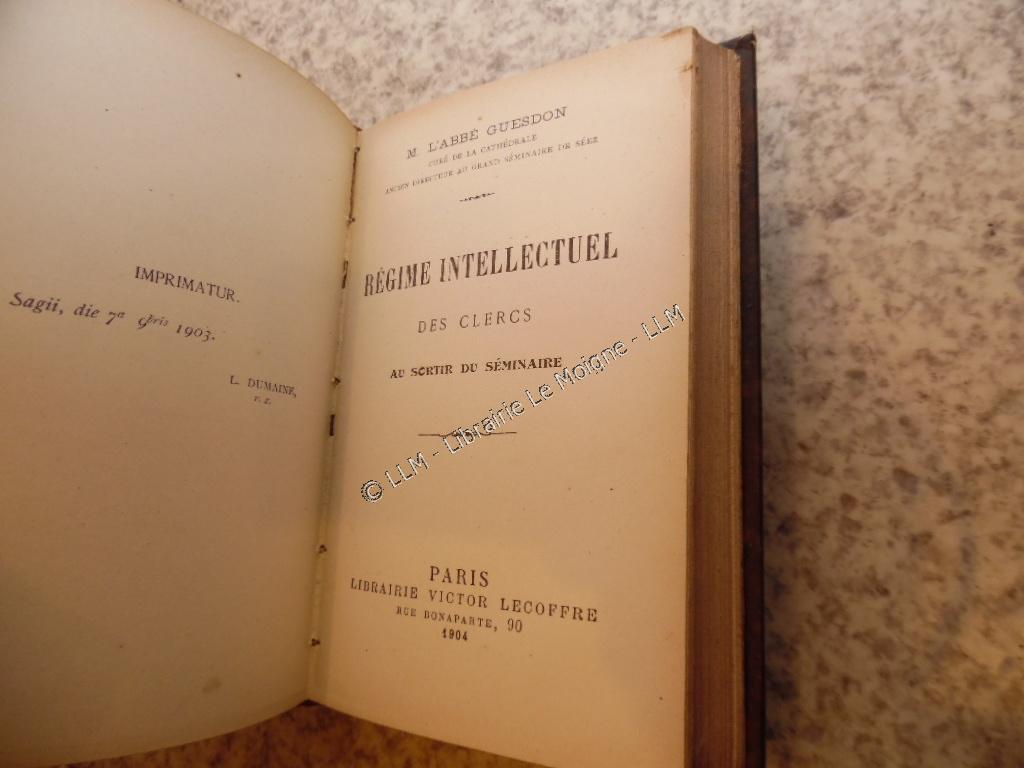 IMPRIMATUR.
Sagii, die 7ª 9bris 1903.
L. DUMAINE,
v. g.
M. L'ABBÉ GUESDON
CURÉ DE LA CATHÉDRALE
ANCIEN DIRECTEUR AU GRAND SÉMINAIRE DE SÉEZ
RÉGIME INTELLECTUEL
DES CLERCS
AU SORTIR DU SÉMINAIRE
© LLM - Librairie Le Moigne - LLM
PARIS
LIBRAIRIE VICTOR LECOFFRE
RUE BONAPARTE, 90
1904